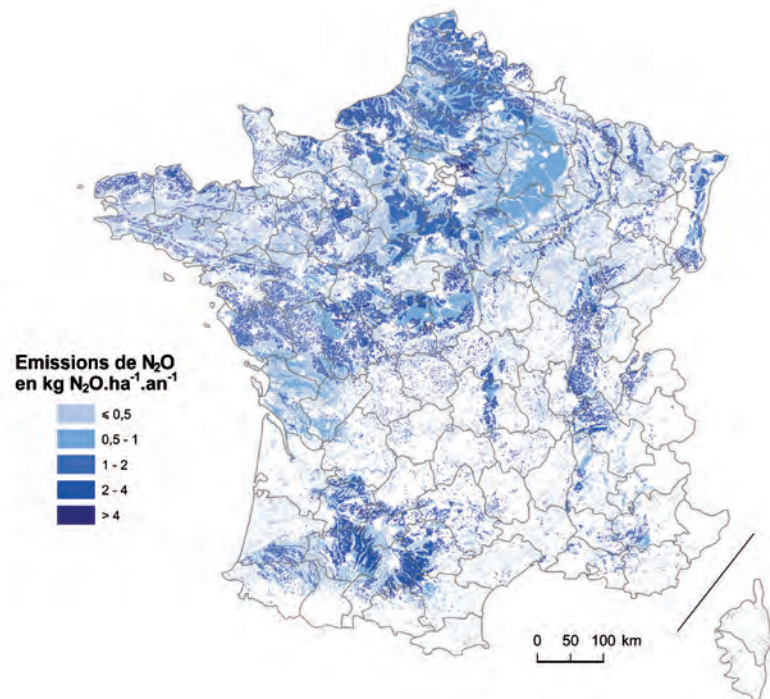 Emissions de N₂O
en kg N₂O.ha⁻¹.an⁻¹
⩽ 0,5
0,5 - 1
1 - 2
2 - 4
> 4
0 50 100 km